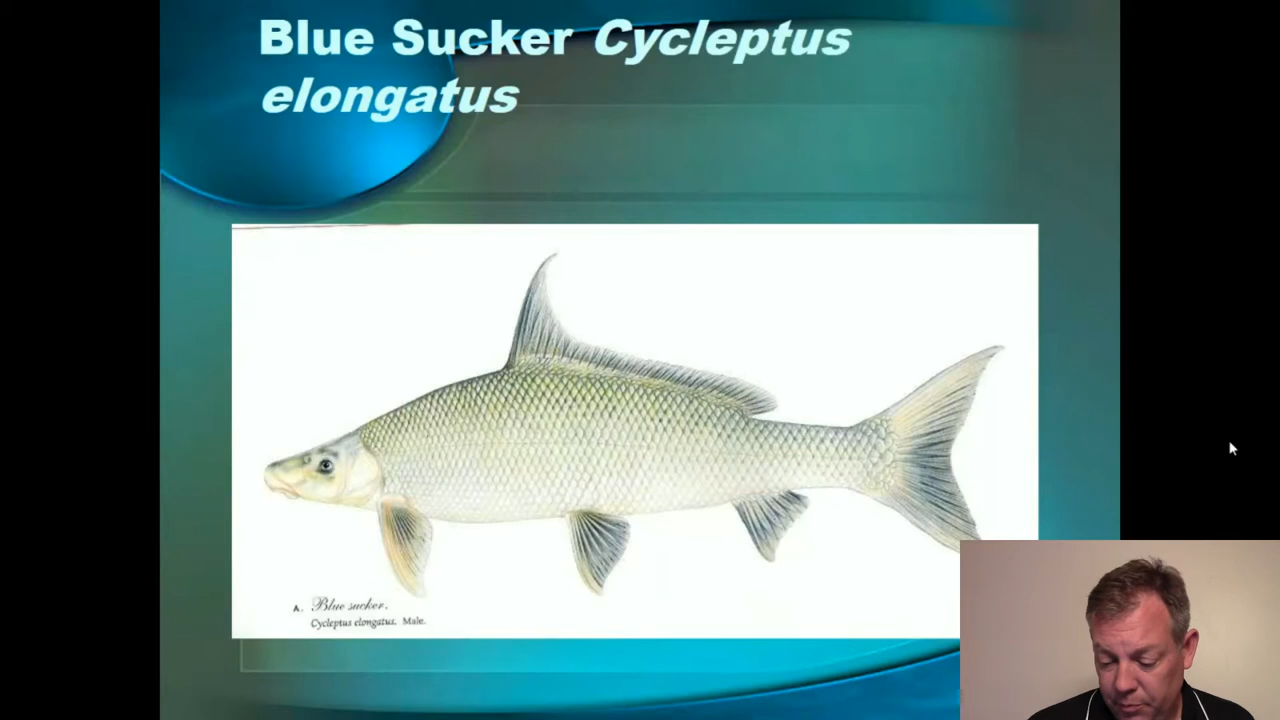 Blue Sucker Cycleptus
elongatus
A. Blue sucker.
Cycleptus elongatus. Male.